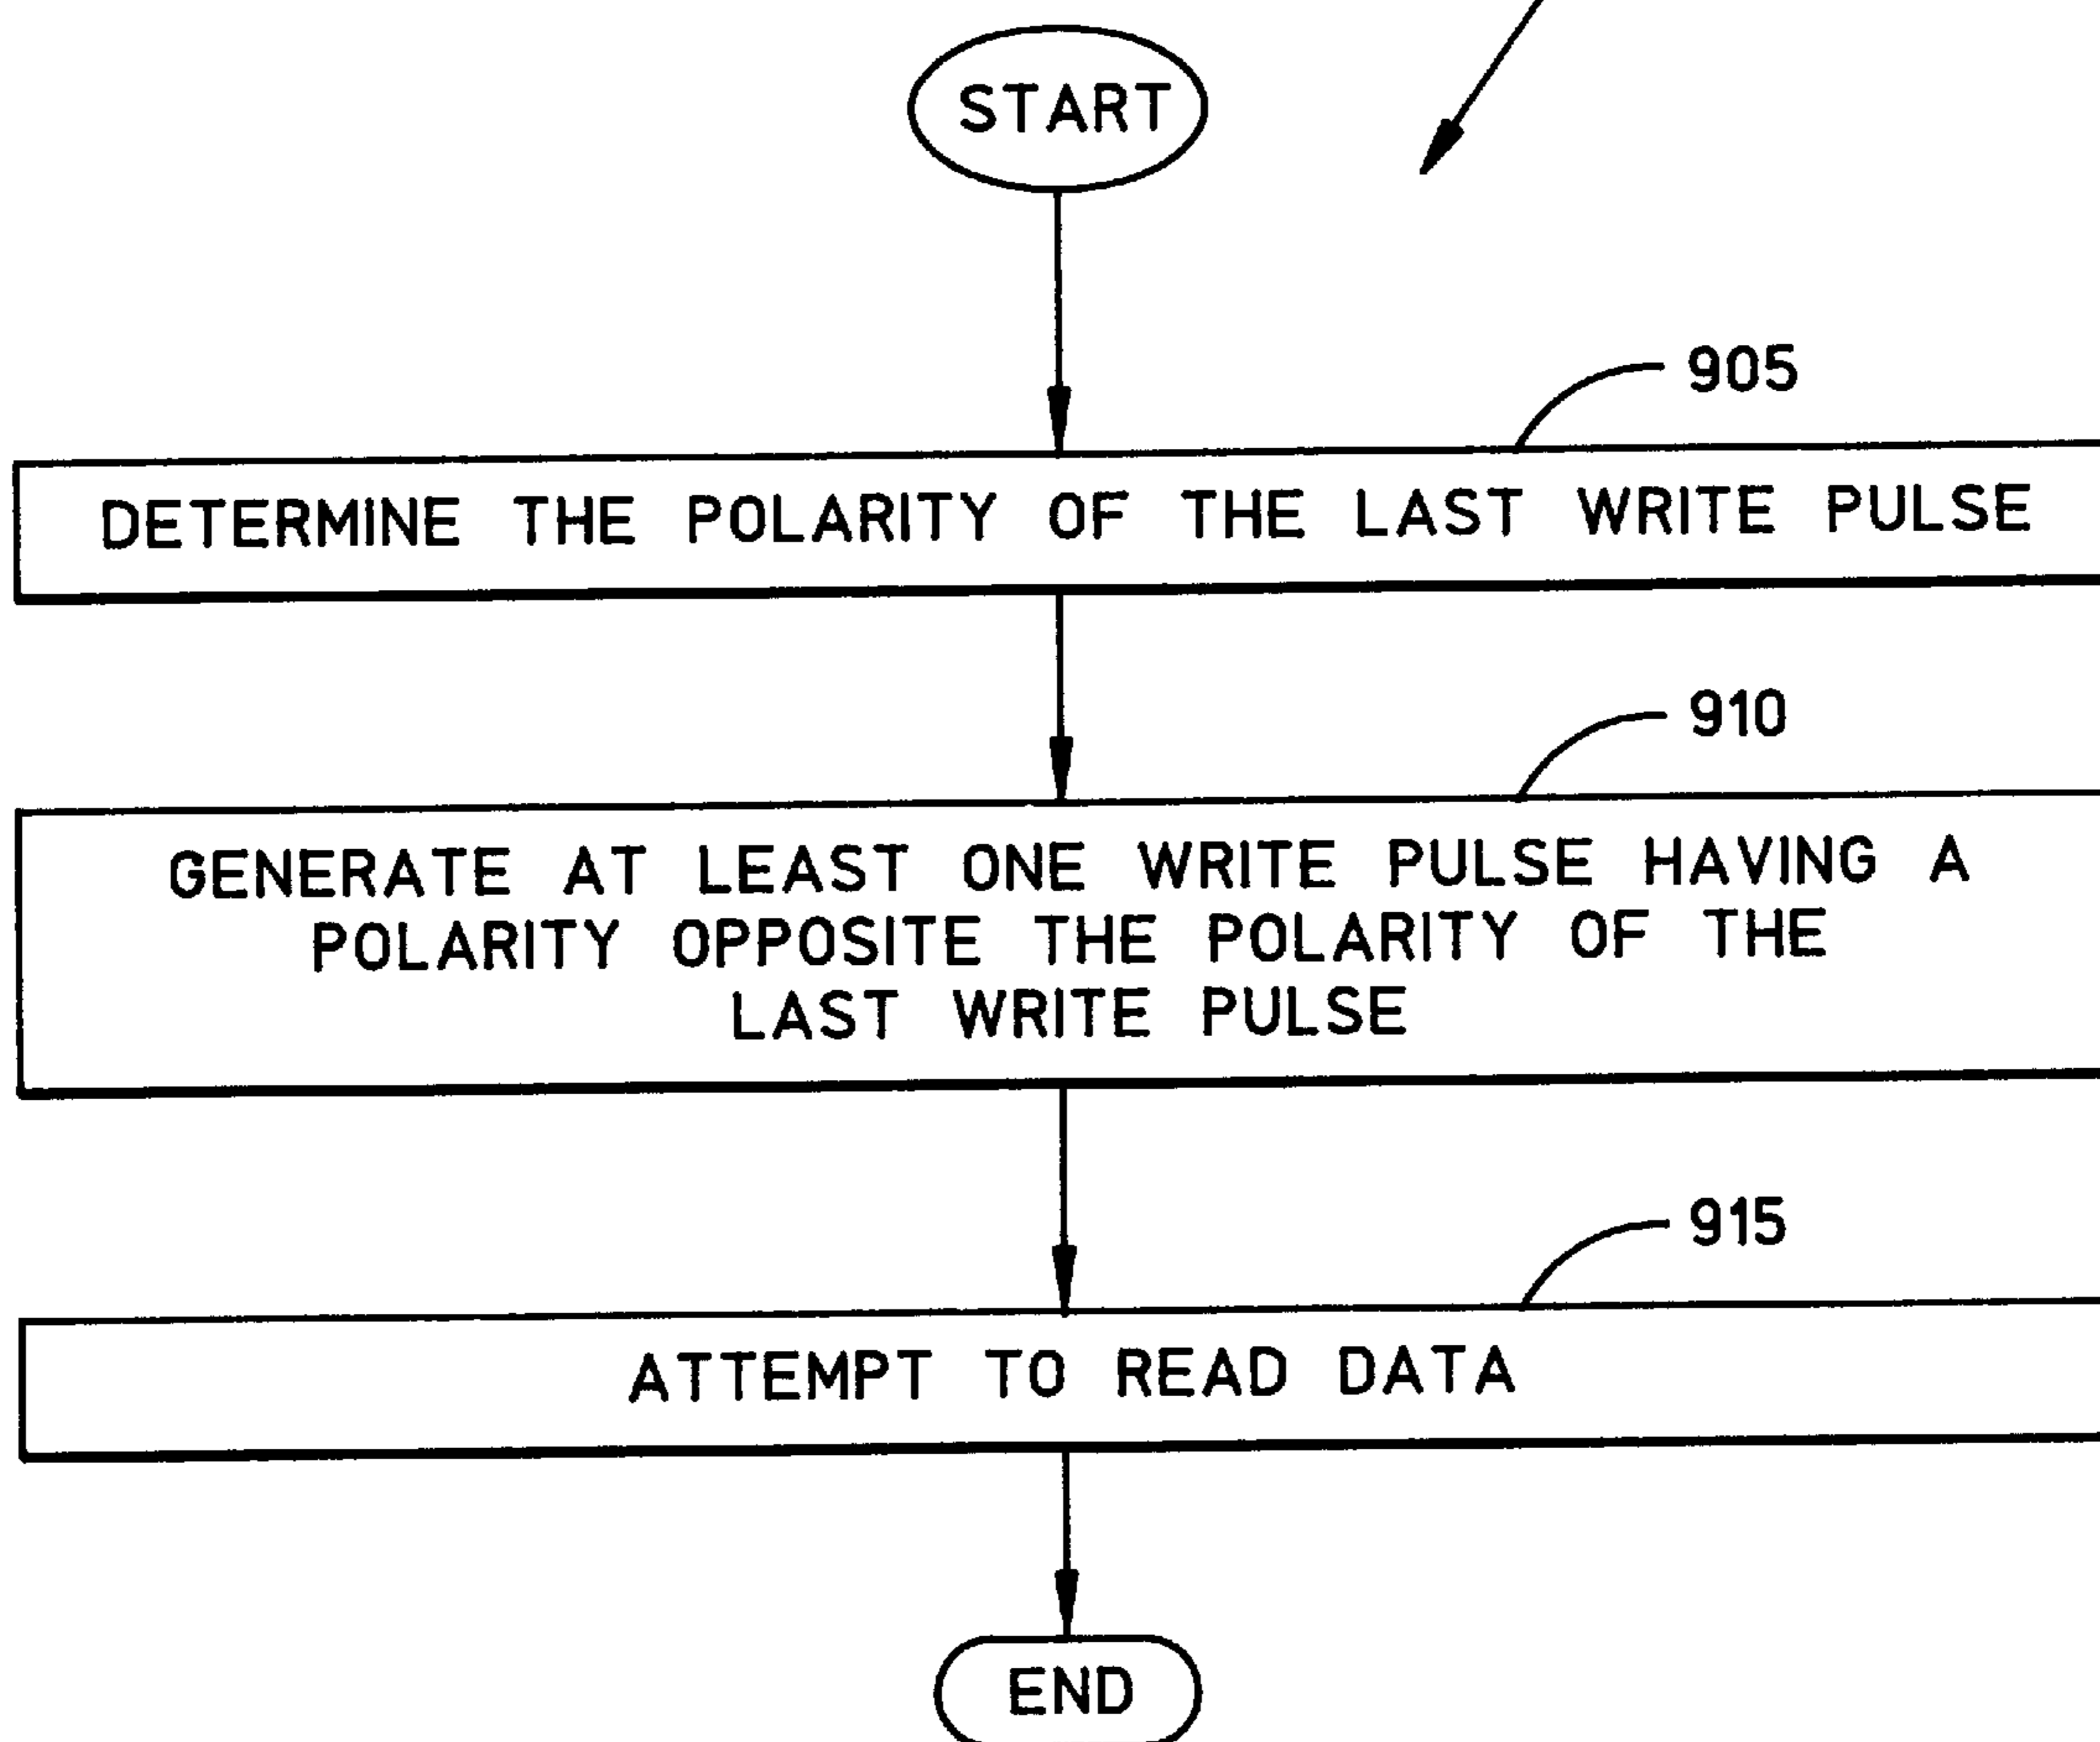 START
905
DETERMINE THE POLARITY OF THE LAST WRITE PULSE
910
GENERATE AT LEAST ONE WRITE PULSE HAVING A
POLARITY OPPOSITE THE POLARITY OF THE
LAST WRITE PULSE
915
ATTEMPT TO READ DATA
END